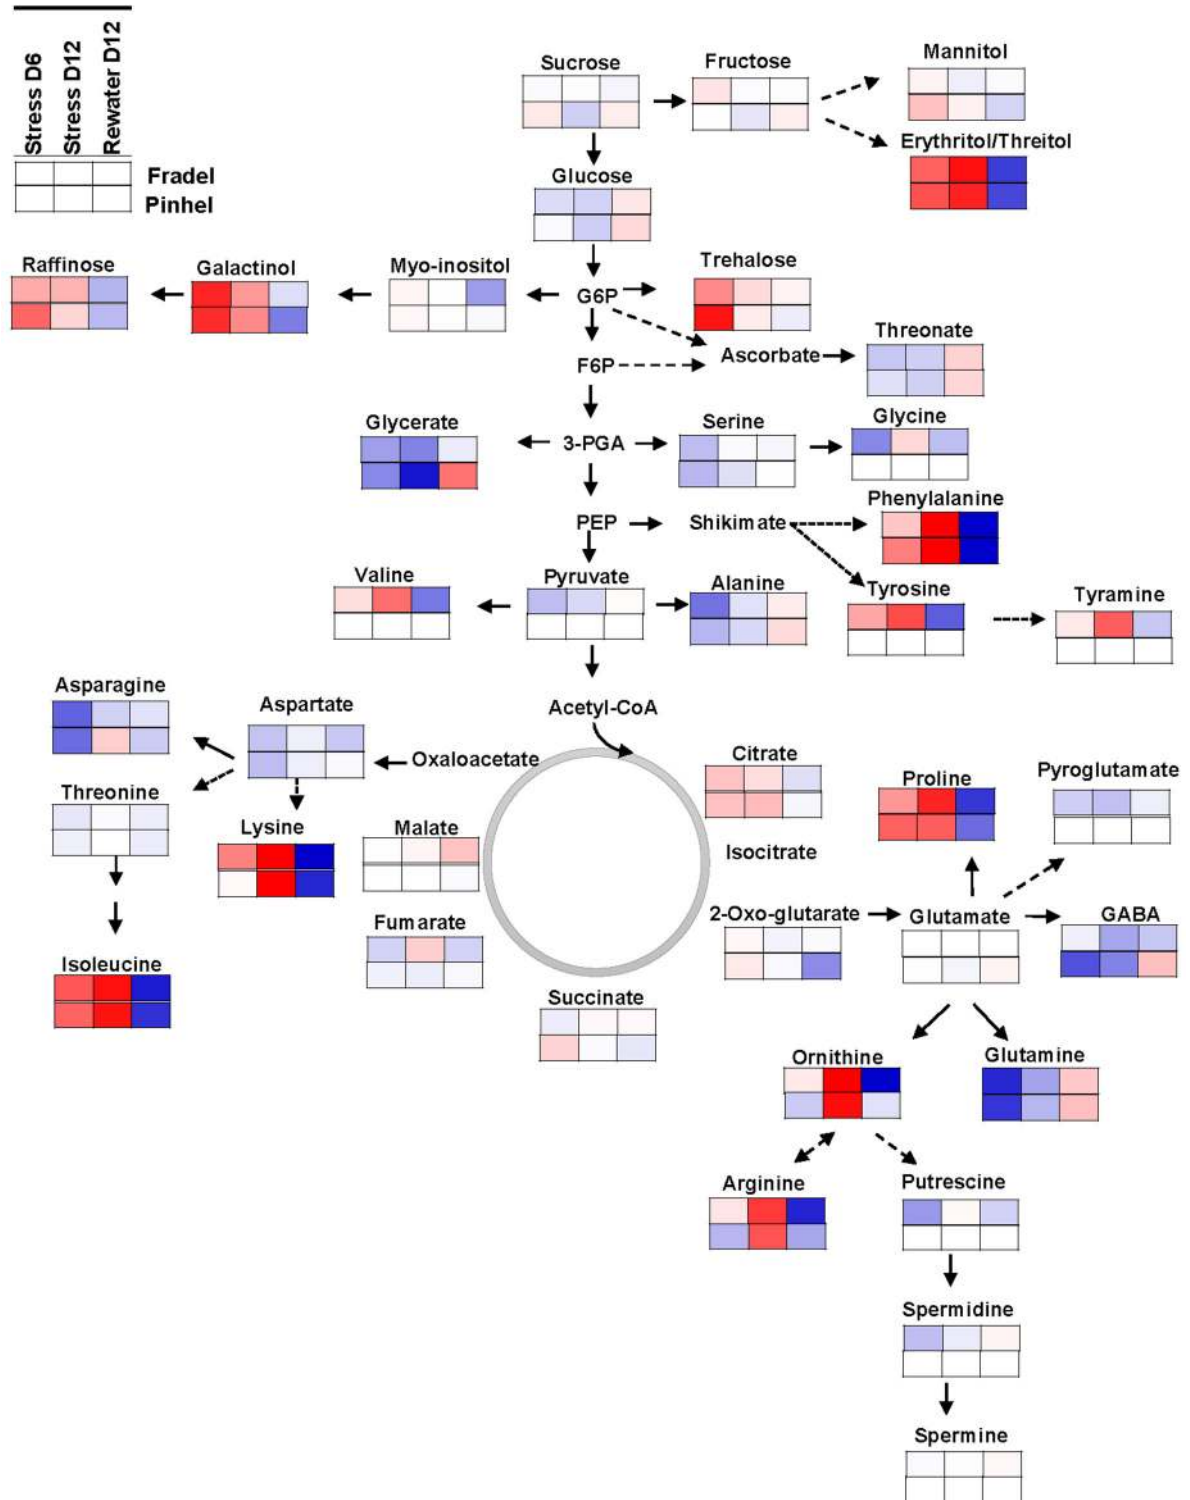 Stress D6
Stress D12
Rewater D12
Fradel
Pinhel
Sucrose
Fructose
Mannitol
Erythritol/Threitol
Glucose
Raffinose
Galactinol
Myo-inositol
G6P
Trehalose
Threonate
Ascorbate
F6P
Glycerate
3-PGA
Serine
Glycine
Phenylalanine
PEP
Shikimate
Valine
Pyruvate
Alanine
Tyrosine
Tyramine
Asparagine
Aspartate
Acetyl-CoA
Oxaloacetate
Citrate
Proline
Pyroglutamate
Threonine
Lysine
Malate
Isocitrate
Fumarate
2-Oxo-glutarate
Glutamate
GABA
Isoleucine
Succinate
Ornithine
Glutamine
Arginine
Putrescine
Spermidine
Spermine